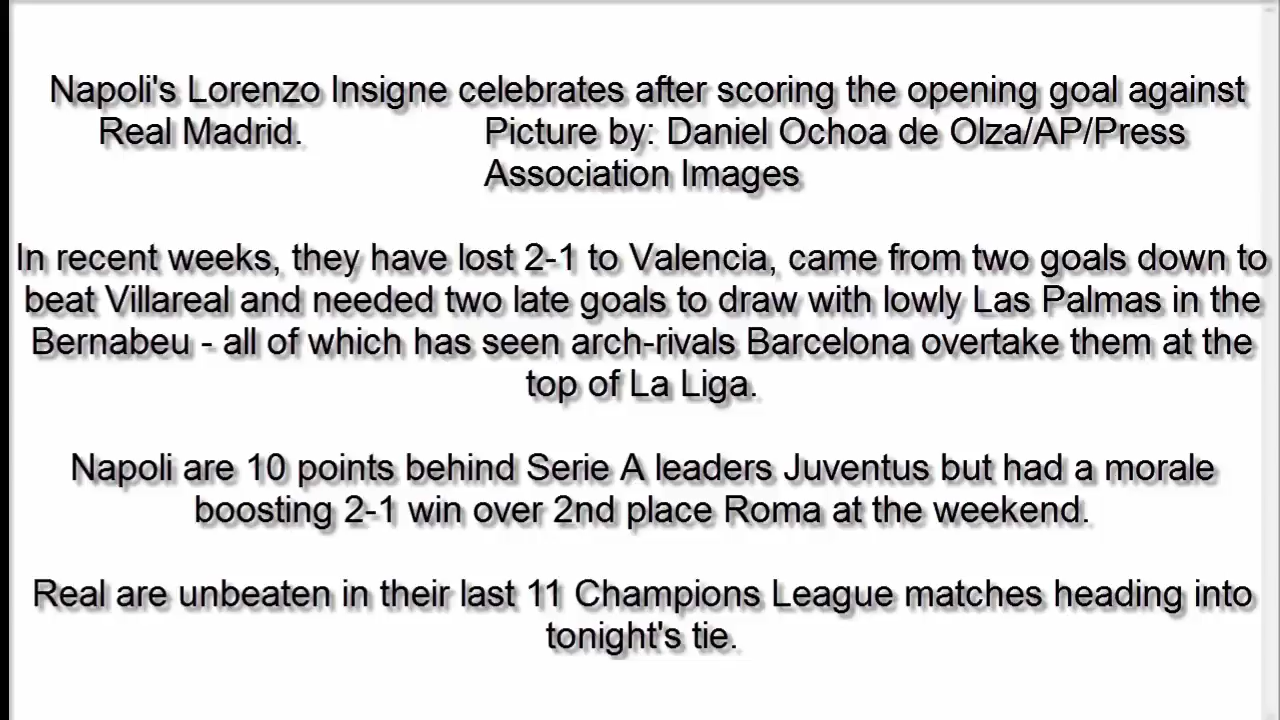 Napoli's Lorenzo Insigne celebrates after scoring the opening goal against
Real Madrid. Picture by: Daniel Ochoa de Olza/AP/Press
Association Images
In recent weeks, they have lost 2-1 to Valencia, came from two goals down to
beat Villareal and needed two late goals to draw with lowly Las Palmas in the
Bernabeu - all of which has seen arch-rivals Barcelona overtake them at the
top of La Liga.
Napoli are 10 points behind Serie A leaders Juventus but had a morale
boosting 2-1 win over 2nd place Roma at the weekend.
Real are unbeaten in their last 11 Champions League matches heading into
tonight's tie.